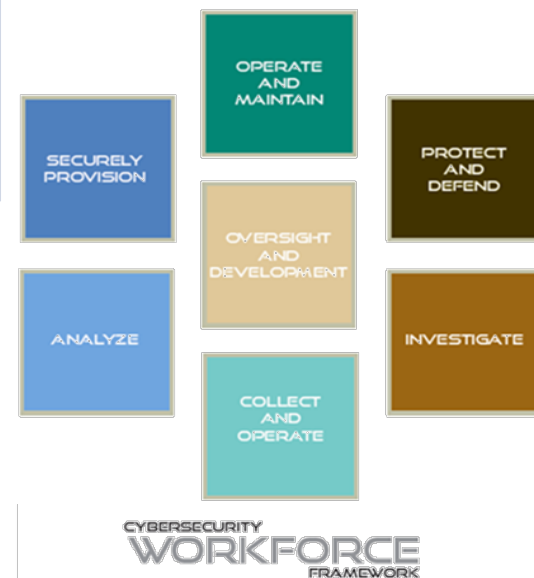 OPERATE
AND
MAINTAIN
SECURELY
PROVISION
PROTECT
AND
DEFEND
OVERSIGHT
AND
DEVELOPMENT
ANALYZE
INVESTIGATE
COLLECT
AND
OPERATE
CYBERSECURITY
WORKFORCE
FRAMEWORK